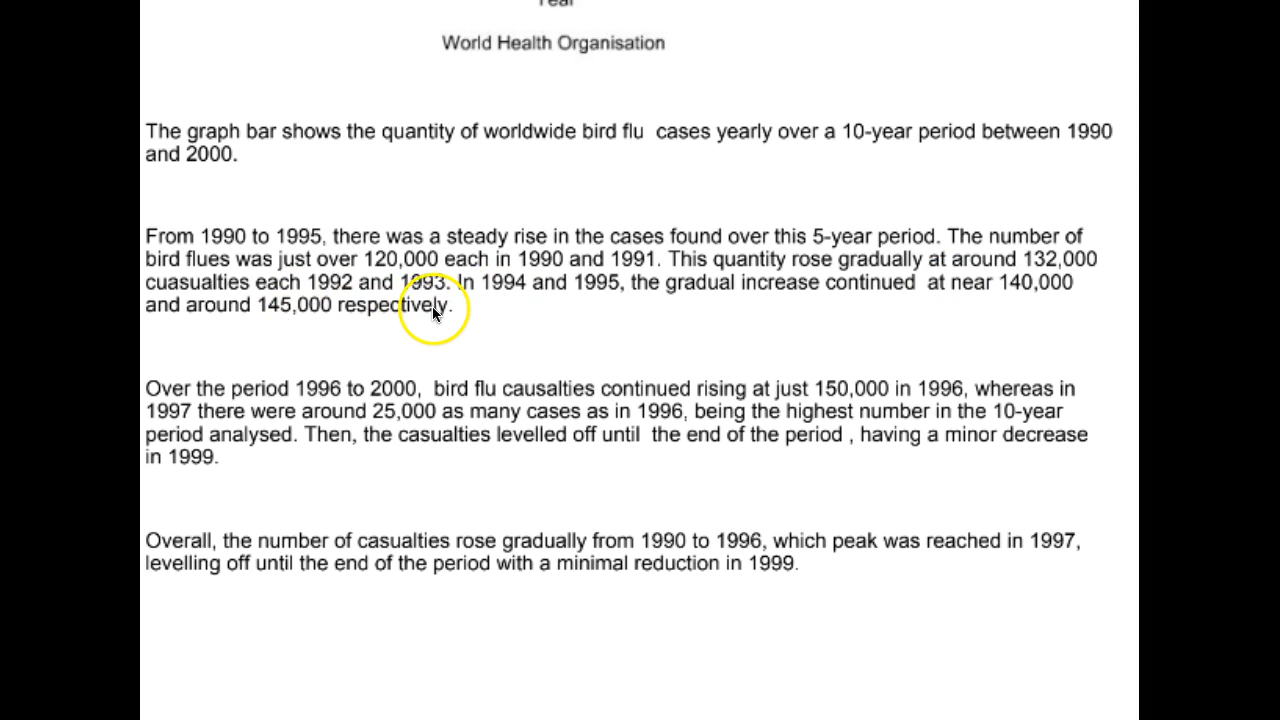 Year
World Health Organisation
The graph bar shows the quantity of worldwide bird flu  cases yearly over a 10-year period between 1990
and 2000.
From 1990 to 1995, there was a steady rise in the cases found over this 5-year period. The number of
bird flues was just over 120,000 each in 1990 and 1991. This quantity rose gradually at around 132,000
cuasualties each 1992 and 1993. In 1994 and 1995, the gradual increase continued  at near 140,000
and around 145,000 respectively.
Over the period 1996 to 2000,  bird flu causalties continued rising at just 150,000 in 1996, whereas in
1997 there were around 25,000 as many cases as in 1996, being the highest number in the 10-year
period analysed. Then, the casualties levelled off until  the end of the period , having a minor decrease
in 1999.
Overall, the number of casualties rose gradually from 1990 to 1996, which peak was reached in 1997,
levelling off until the end of the period with a minimal reduction in 1999.